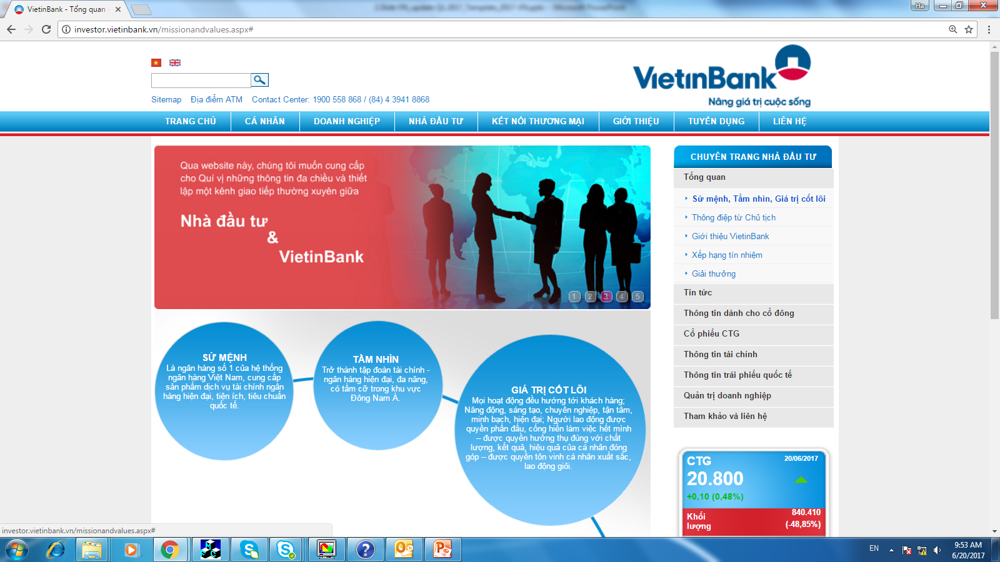 VietinBank - Tổng quan -
Ha
investor.vietinbank.vn/missionandvalues.aspx#
VietinBank
Nâng giá trị cuộc sống
Sitemap Địa điểm ATM Contact Center: 1900 558 868 / (84) 4 3941 8868
TRANG CHỦ CÁ NHÂN DOANH NGHIỆP NHÀ ĐẦU TƯ KẾT NỐI THƯƠNG MẠI GIỚI THIỆU TUYỂN DỤNG LIÊN HỆ
Qua website này, chúng tôi muốn cung cấp
cho Quí vị những thông tin đa chiều và thiết
lập một kênh giao tiếp thường xuyên giữa
Nhà đầu tư
&
VietinBank
1 2 3 4 5
SỨ MỆNH
Là ngân hàng số 1 của hệ thống
ngân hàng Việt Nam, cung cấp
sản phẩm dịch vụ tài chính ngân
hàng hiện đại, tiện ích, tiêu chuẩn
quốc tế.
TẦM NHÌN
Trở thành tập đoàn tài chính -
ngân hàng hiện đại, đa năng,
có tầm cỡ trong khu vực
Đông Nam Á.
GIÁ TRỊ CỐT LÕI
Mọi hoạt động đều hướng tới khách hàng;
Năng động, sáng tạo, chuyên nghiệp, tận tâm,
minh bạch, hiện đại; Người lao động được
quyền phấn đấu, cống hiến làm việc hết mình
– được quyền hưởng thụ đúng với chất
lượng, kết quả, hiệu quả của cá nhân đóng
góp – được quyền tôn vinh cá nhân xuất sắc,
lao động giỏi.
CHUYÊN TRANG NHÀ ĐẦU TƯ
Tổng quan
Sứ mệnh, Tầm nhìn, Giá trị cốt lõi
Thông điệp từ Chủ tịch
Giới thiệu VietinBank
Xếp hạng tín nhiệm
Giải thưởng
Tin tức
Thông tin dành cho cổ đông
Cổ phiếu CTG
Thông tin tài chính
Thông tin trái phiếu quốc tế
Quản trị doanh nghiệp
Tham khảo và liên hệ
CTG 20/06/2017
20.800
+0,10 (0,48%)
Khối lượng 840.410
(-48,85%)
investor.vietinbank.vn/missionandvalues.aspx#
EN
9:53 AM
6/20/2017